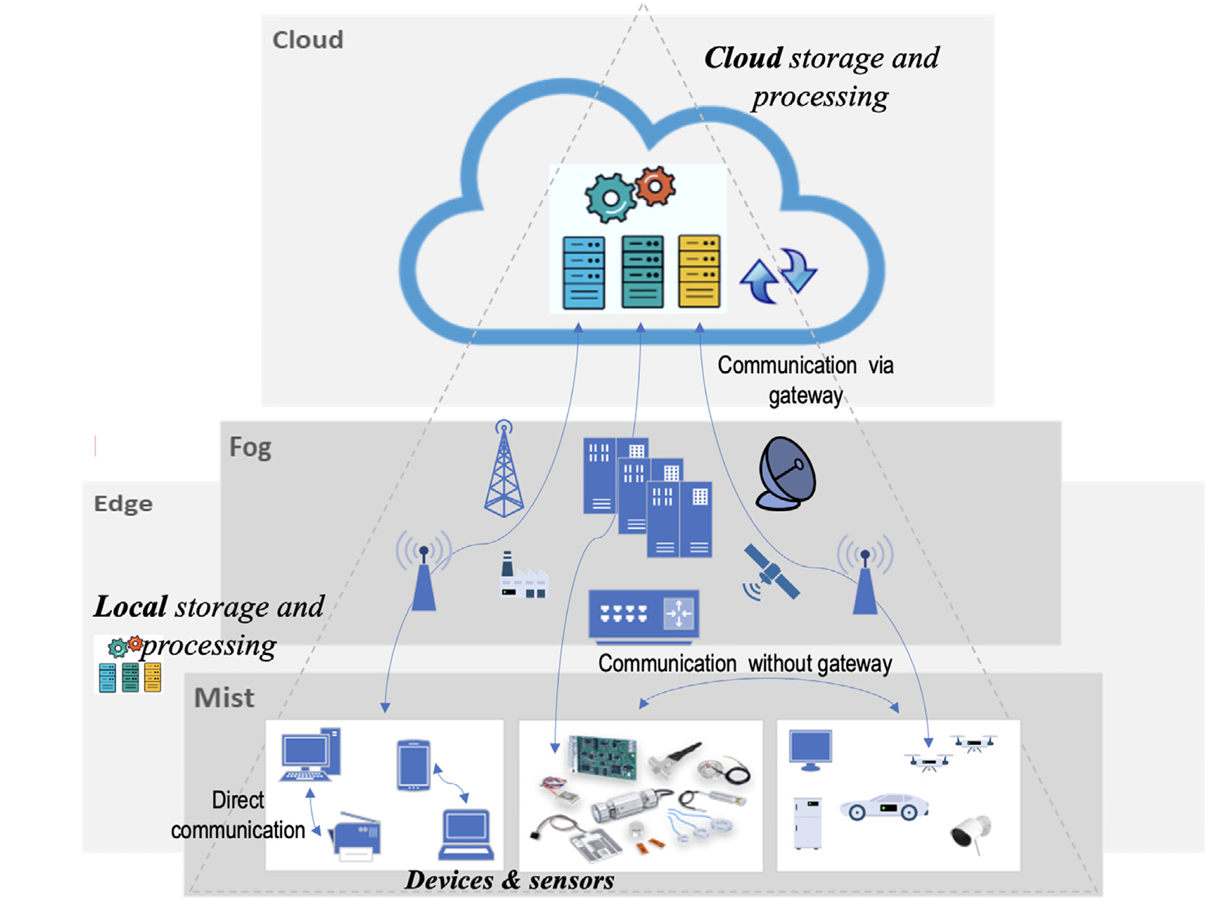 Cloud
Cloud storage and
processing
Communication via
gateway
Fog
Edge
Local storage and
processing
Communication without gateway
Mist
Direct
communication
Devices & sensors